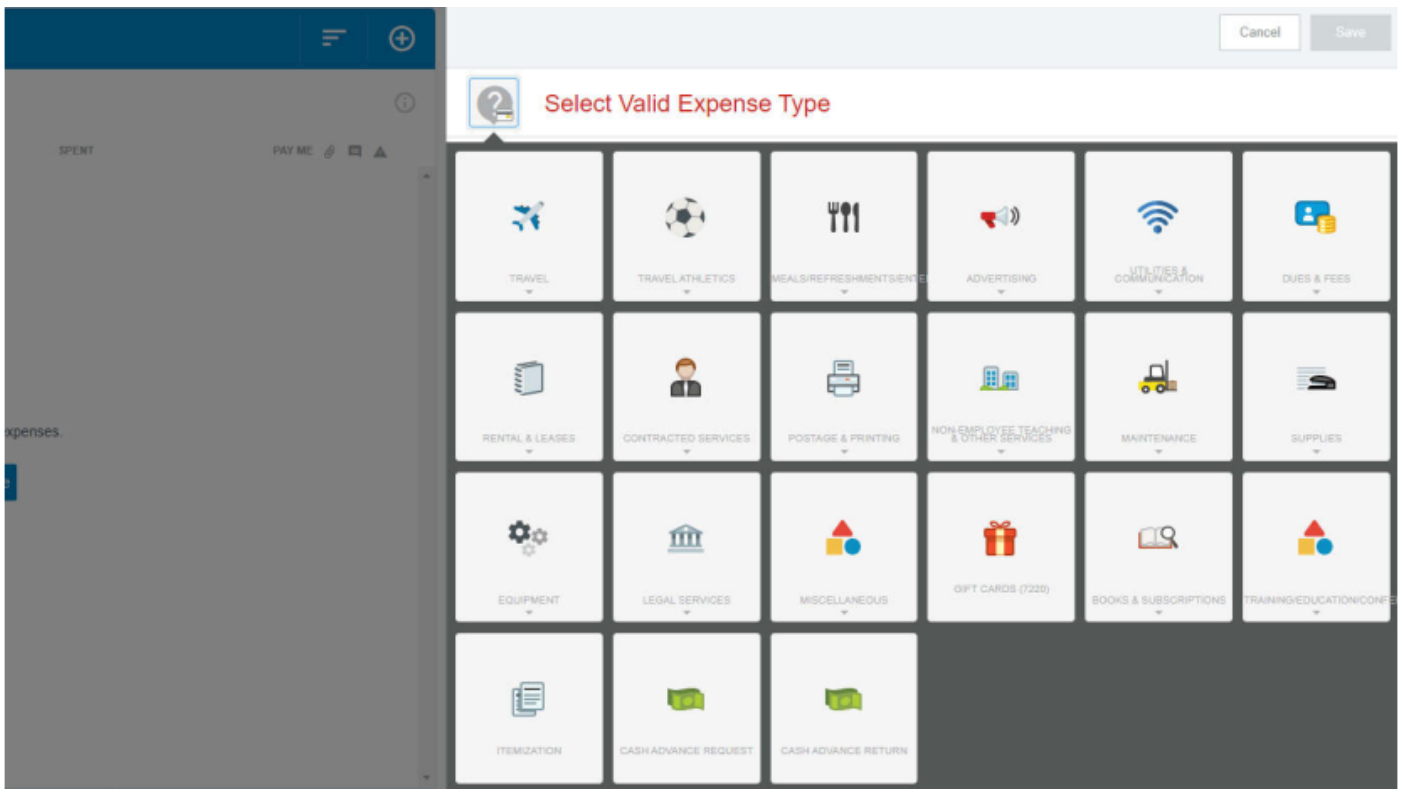 Cancel
Save
Select Valid Expense Type
SPENT
PAY ME
TRAVEL
TRAVEL ATHLETICS
MEALS/REFRESHMENTS/ENTE
ADVERTISING
UTILITIES &
COMMUNICATION
DUES & FEES
xpenses.
RENTAL & LEASES
CONTRACTED SERVICES
POSTAGE & PRINTING
NON-EMPLOYEE TEACHING
& OTHER SERVICES
MAINTENANCE
SUPPLIES
EQUIPMENT
LEGAL SERVICES
MISCELLANEOUS
GIFT CARDS (7220)
BOOKS & SUBSCRIPTIONS
TRAINING/EDUCATION/CONFE
ITEMIZATION
CASH ADVANCE REQUEST
CASH ADVANCE RETURN